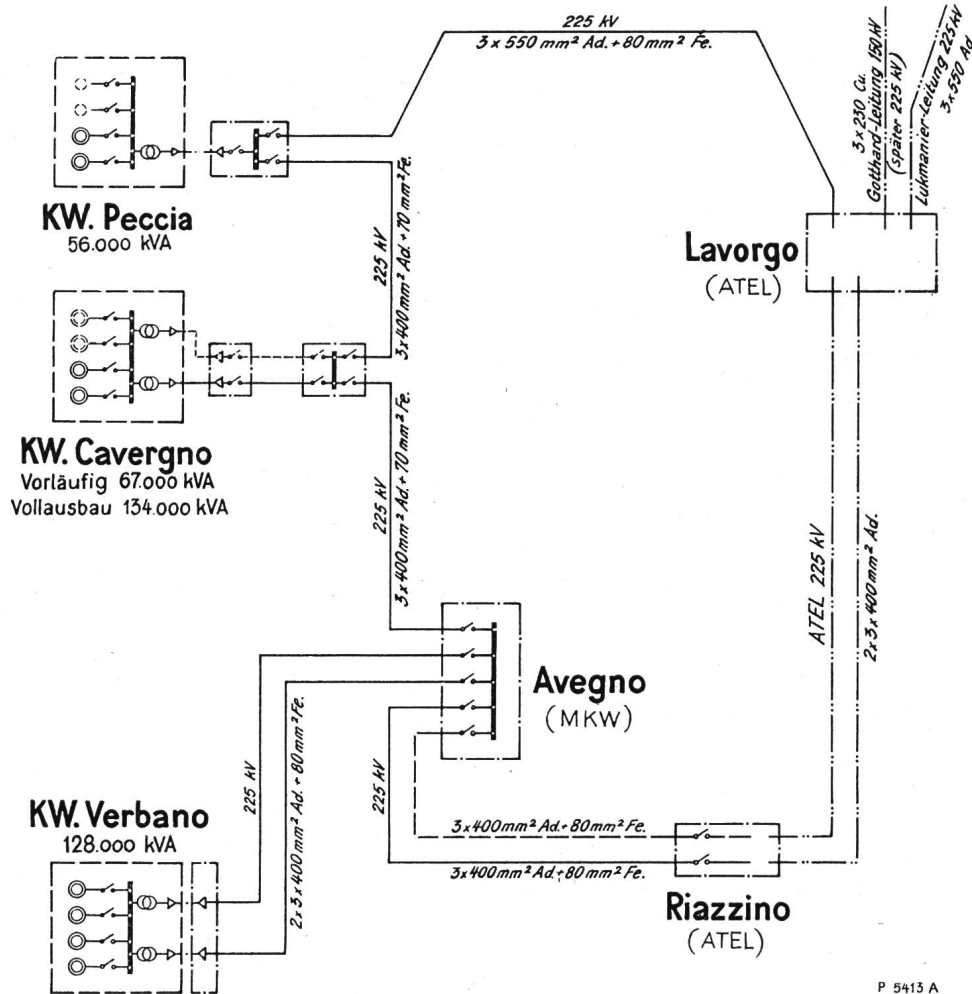 225 kV
3 x 550 mm² Ad. + 80 mm² Fe.
3 x 230 Cu.
Gotthard-Leitung 150 kV
(später 225 kV)
Lukmanier-Leitung 225 kV
3 x 550 Ad.
KW. Peccia
56.000 kVA
225 kV
3 x 400 mm² Ad. + 70 mm² Fe.
Lavorgo
(ATEL)
KW. Cavergno
Vorläufig 67.000 kVA
Vollausbau 134.000 kVA
225 kV
3 x 400 mm² Ad. + 70 mm² Fe.
ATEL 225 kV
2 x 3 x 400 mm² Ad.
Avegno
(MKW)
KW. Verbano
128.000 kVA
225 kV
2 x 3 x 400 mm² Ad. + 80 mm² Fe.
225 kV
3 x 400 mm² Ad. + 80 mm² Fe.
3 x 400 mm² Ad. + 80 mm² Fe.
Riazzino
(ATEL)
P 5413 A